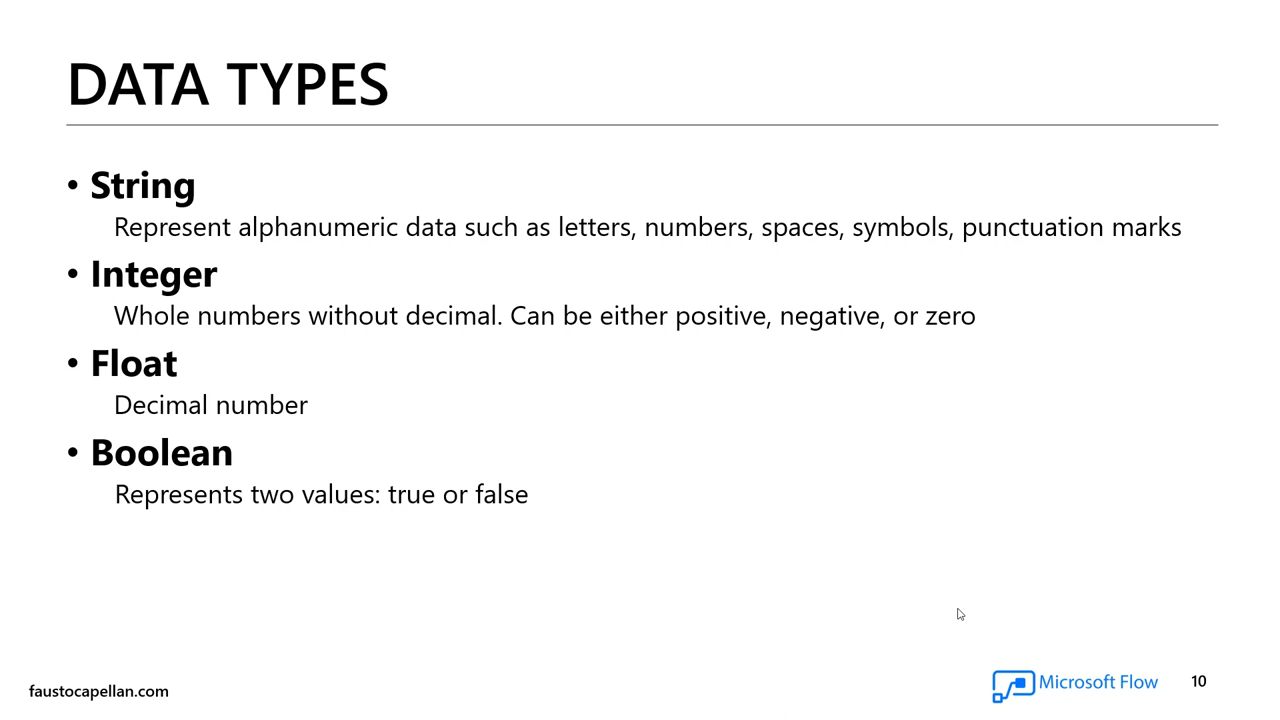 DATA TYPES
• String
Represent alphanumeric data such as letters, numbers, spaces, symbols, punctuation marks
• Integer
Whole numbers without decimal. Can be either positive, negative, or zero
• Float
Decimal number
• Boolean
Represents two values: true or false
faustocapellan.com
Microsoft Flow
10